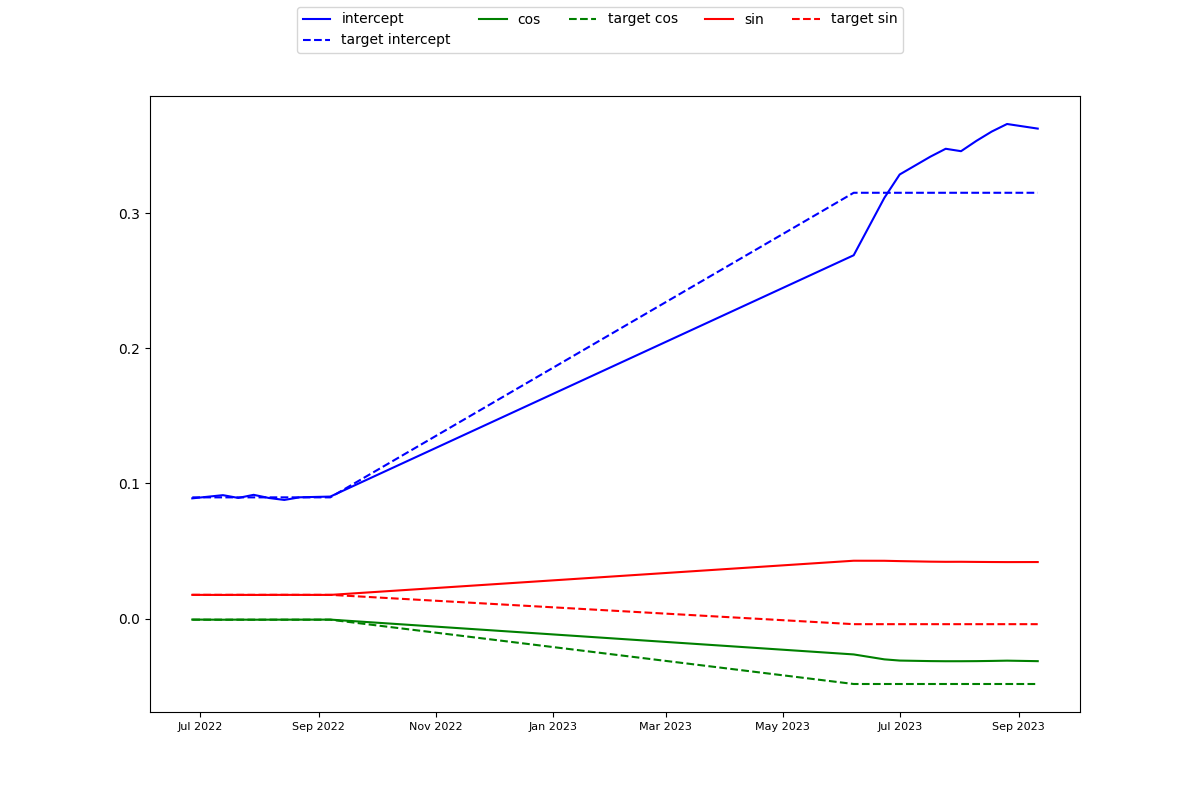 intercept cos target cos sin target sin
target intercept
0.3
0.2
0.1
0.0
Jul 2022 Sep 2022 Nov 2022 Jan 2023 Mar 2023 May 2023 Jul 2023 Sep 2023